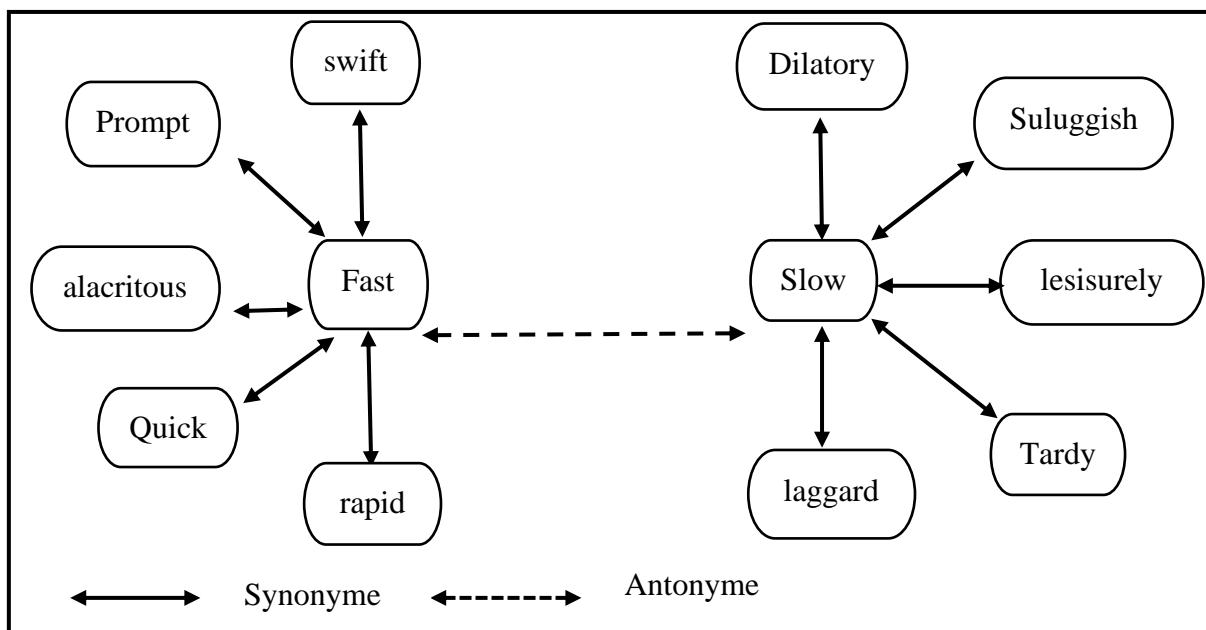 swift
Dilatory
Prompt
Suluggish
alacritous
Fast
Slow
lesisurely
Quick
Tardy
rapid
laggard
Synonyme
Antonyme